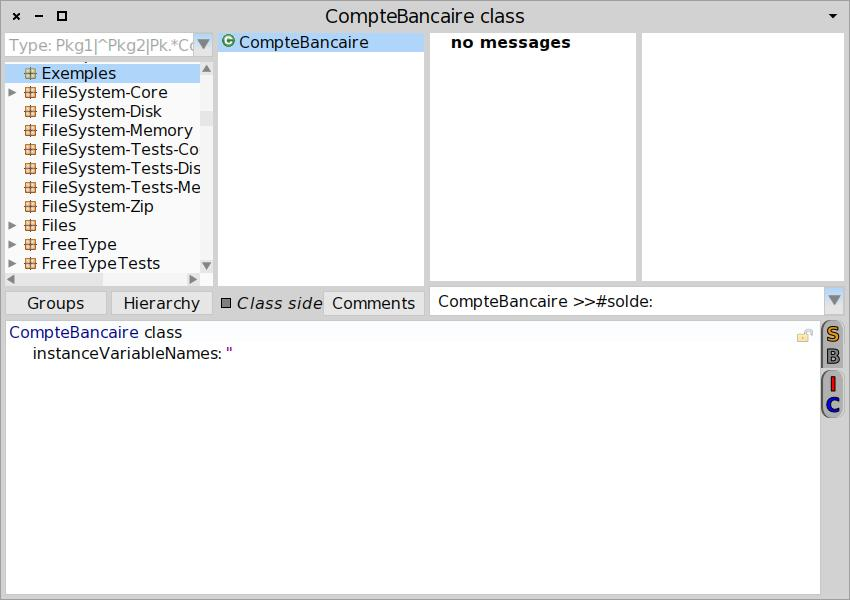 CompteBancaire class
Type: Pkg1|^Pkg2|Pk.*Co
Exemples
FileSystem-Core
FileSystem-Disk
FileSystem-Memory
FileSystem-Tests-Co
FileSystem-Tests-Dis
FileSystem-Tests-Me
FileSystem-Zip
Files
FreeType
FreeTypeTests
C CompteBancaire
no messages
Groups
Hierarchy
Class side
Comments
CompteBancaire >>#solde:
CompteBancaire class
instanceVariableNames: ''
S
B
I
C